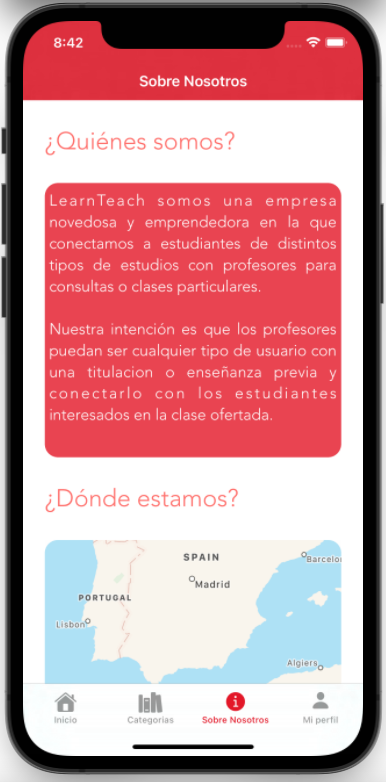 8:42
Sobre Nosotros
¿Quiénes somos?
LearnTeach somos una empresa
novedosa y emprendedora en la que
conectamos a estudiantes de distintos
tipos de estudios con profesores para
consultas o clases particulares.
Nuestra intención es que los profesores
puedan ser cualquier tipo de usuario con
una titulacion o enseñanza previa y
conectarlo con los estudiantes
interesados en la clase ofertada.
¿Dónde estamos?
SPAIN
Barcelo
Madrid
PORTUGAL
Lisbon
Algiers
Inicio
Categorias
Sobre Nosotros
Mi perfil